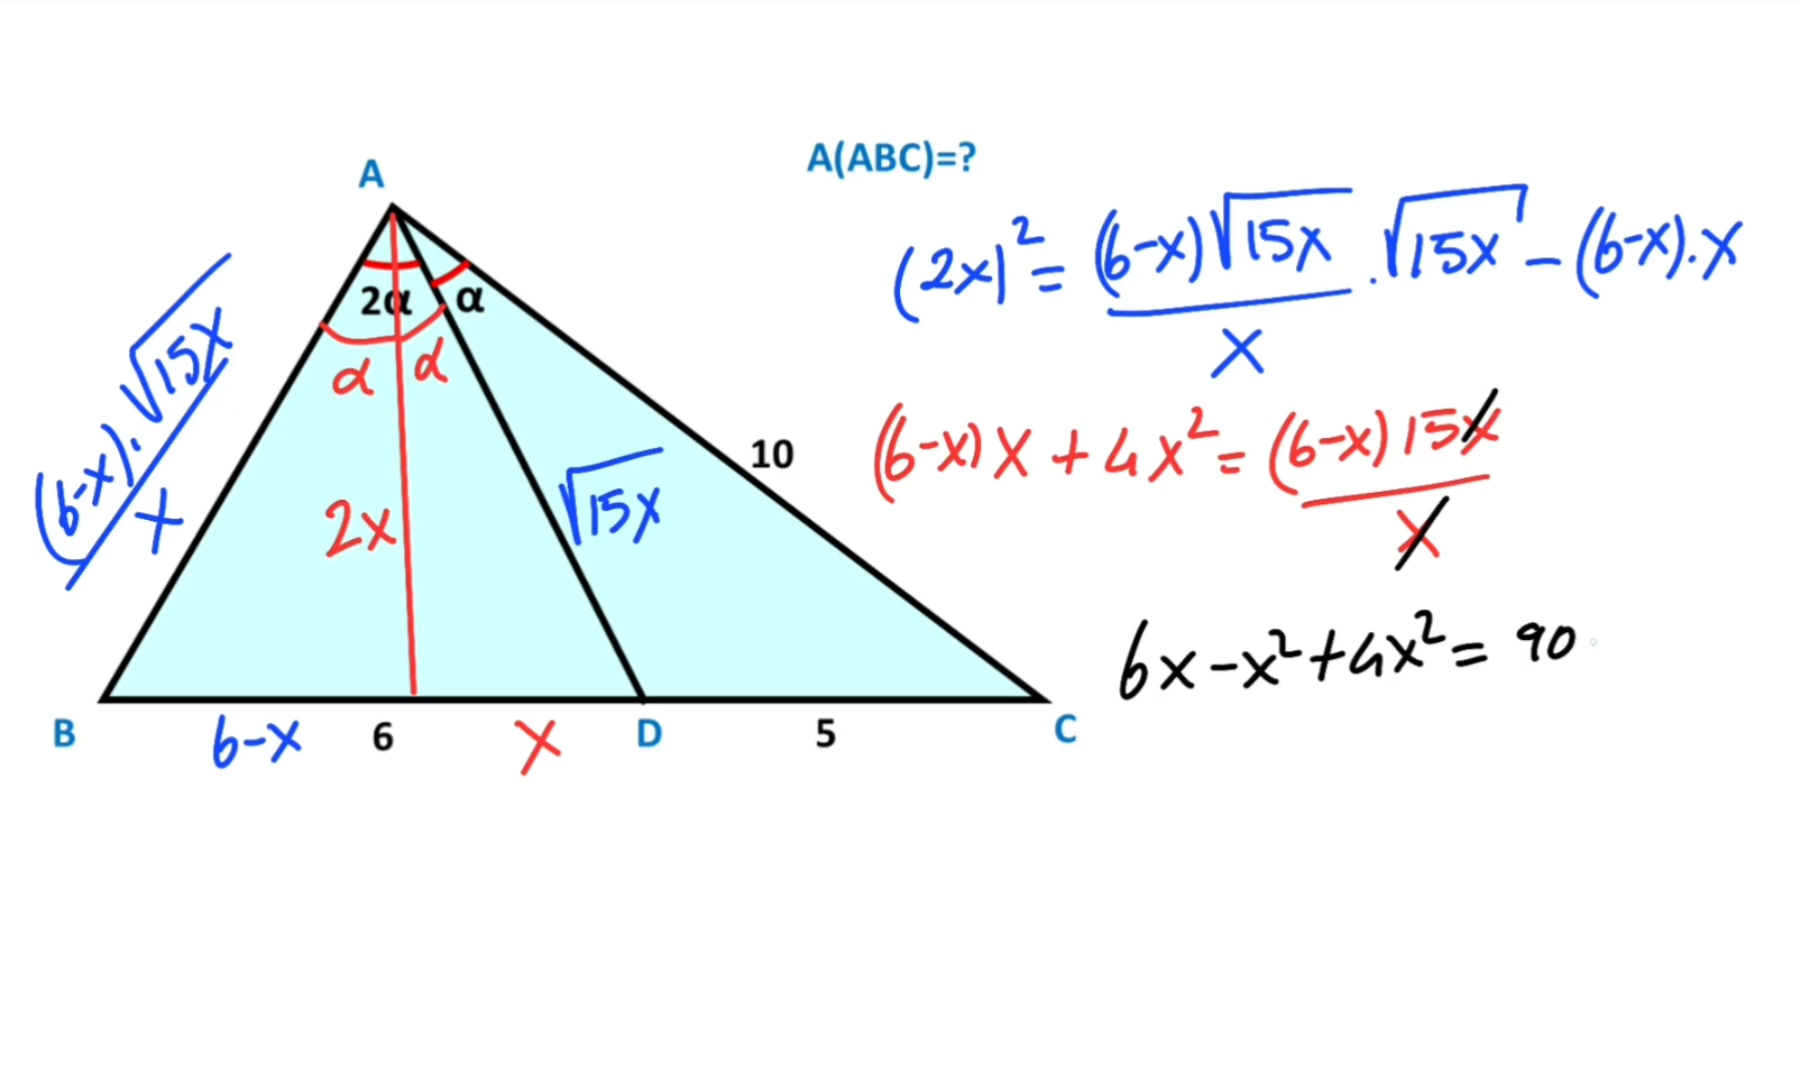 A(ABC)=?
A
(2x)² = (6-x)√15x / x . √15x - (6-x).x
2α α
α α
(6-x).√15x / x
10
(6-x)x + 4x² = (6-x)15x / x
2x
√15x
6x-x²+4x² = 90
B 6-x 6 x D 5 C